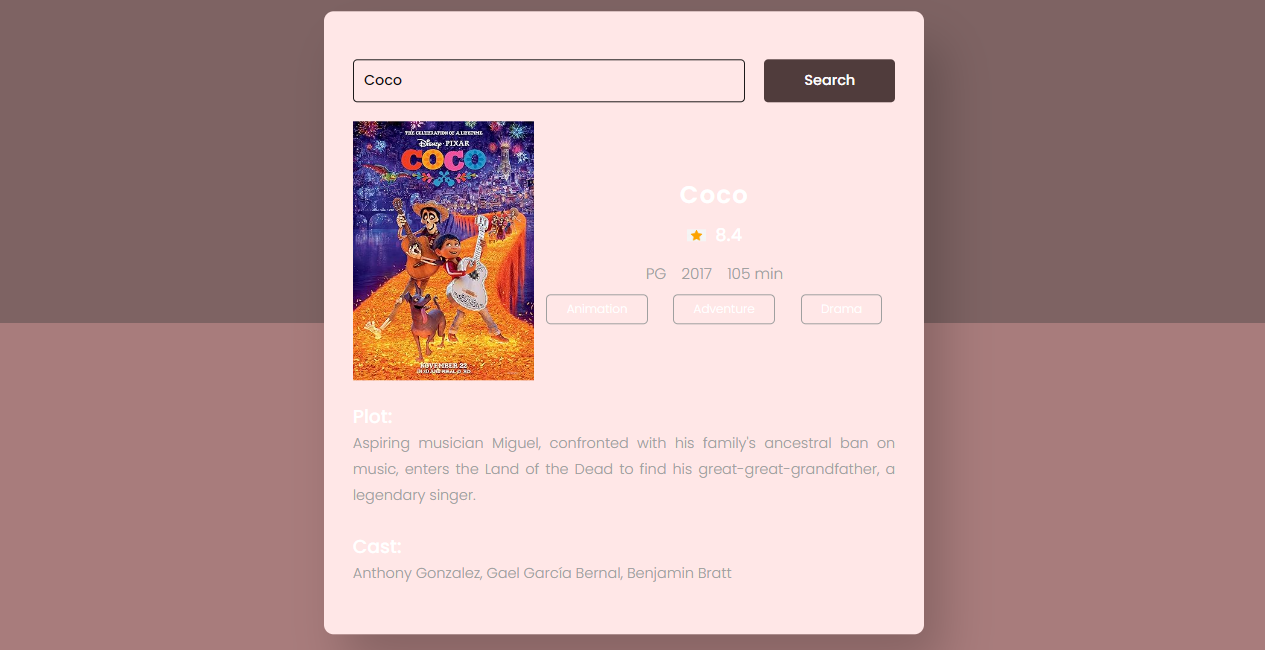 Coco
Search
THE CELEBRATION OF A LIFETIME
Disney·PIXAR
COCO
NOVEMBER 22
Coco
8.4
PG 2017 105 min
Animation Adventure Drama
Plot:
Aspiring musician Miguel, confronted with his family's ancestral ban on
music, enters the Land of the Dead to find his great-great-grandfather, a
legendary singer.
Cast:
Anthony Gonzalez, Gael García Bernal, Benjamin Bratt